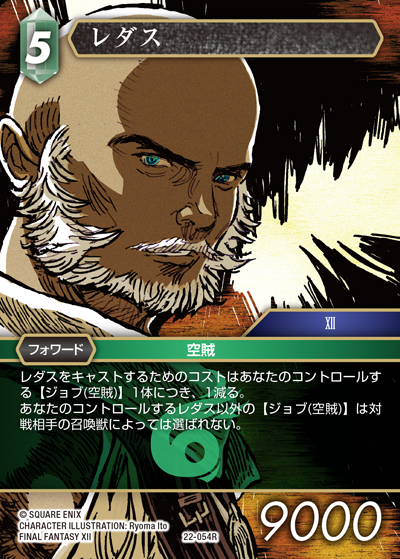 5
レダス
XII
フォワード
空賊
レダスをキャストするためのコストはあなたのコントロールす
る【ジョブ(空賊)】1体につき、1減る。
あなたのコントロールするレダス以外の【ジョブ(空賊)】は対
戦相手の召喚獣によっては選ばれない。
© SQUARE ENIX
CHARACTER ILLUSTRATION: Ryoma Ito
FINAL FANTASY XII
22-054R
9000